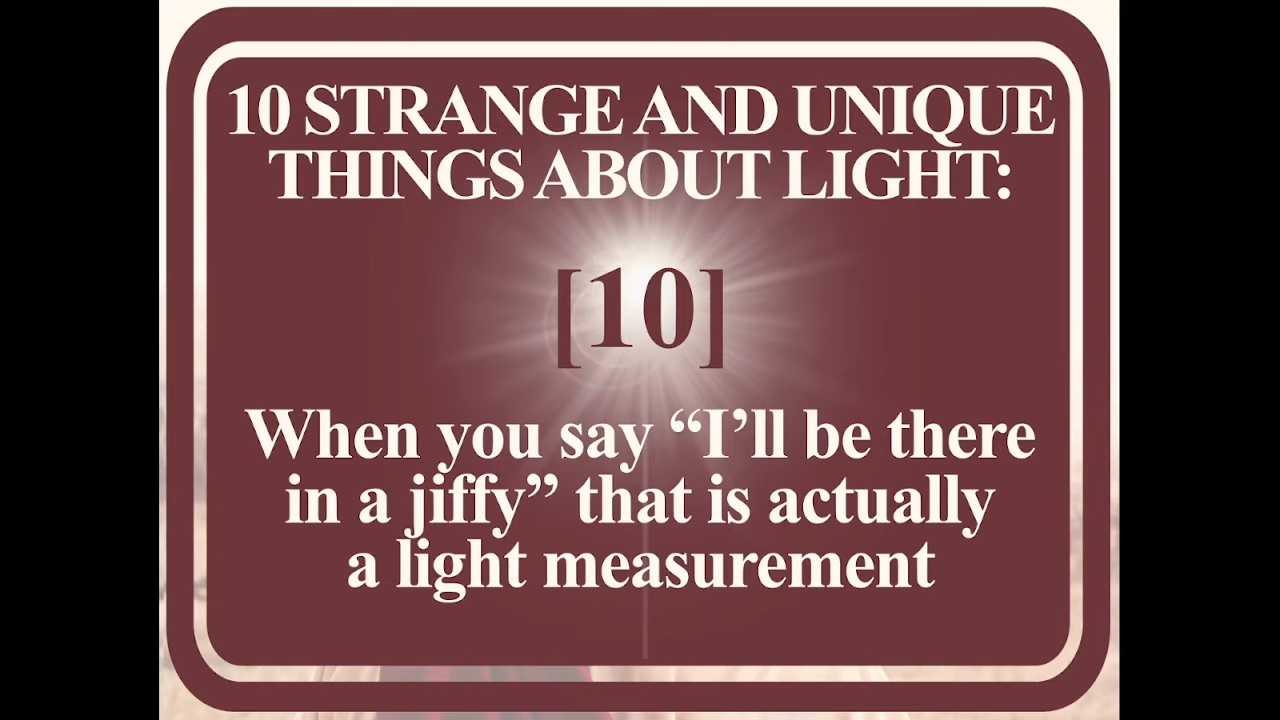 10 STRANGE AND UNIQUE
THINGS ABOUT LIGHT:
[10]
When you say “I’ll be there
in a jiffy” that is actually
a light measurement